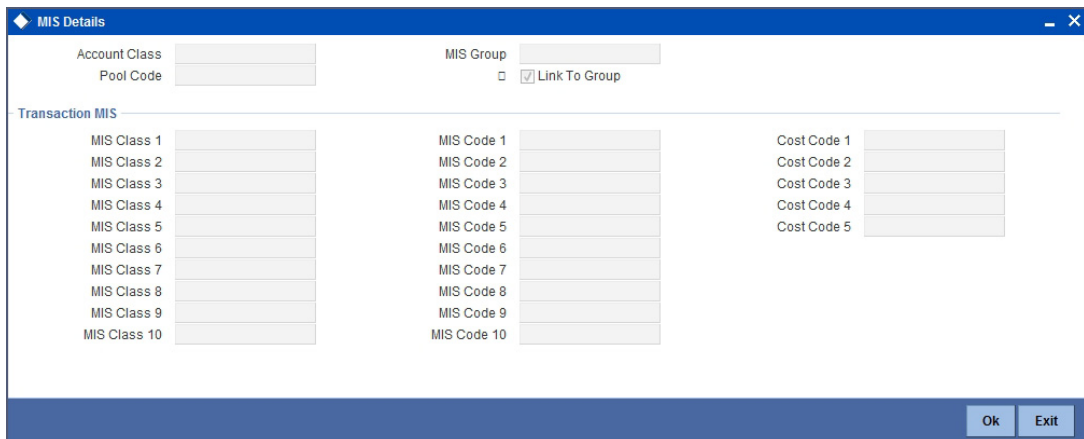 MIS Details
Account Class
MIS Group
Pool Code
Link To Group
Transaction MIS
MIS Class 1
MIS Code 1
Cost Code 1
MIS Class 2
MIS Code 2
Cost Code 2
MIS Class 3
MIS Code 3
Cost Code 3
MIS Class 4
MIS Code 4
Cost Code 4
MIS Class 5
MIS Code 5
Cost Code 5
MIS Class 6
MIS Code 6
MIS Class 7
MIS Code 7
MIS Class 8
MIS Code 8
MIS Class 9
MIS Code 9
MIS Class 10
MIS Code 10
Ok
Exit